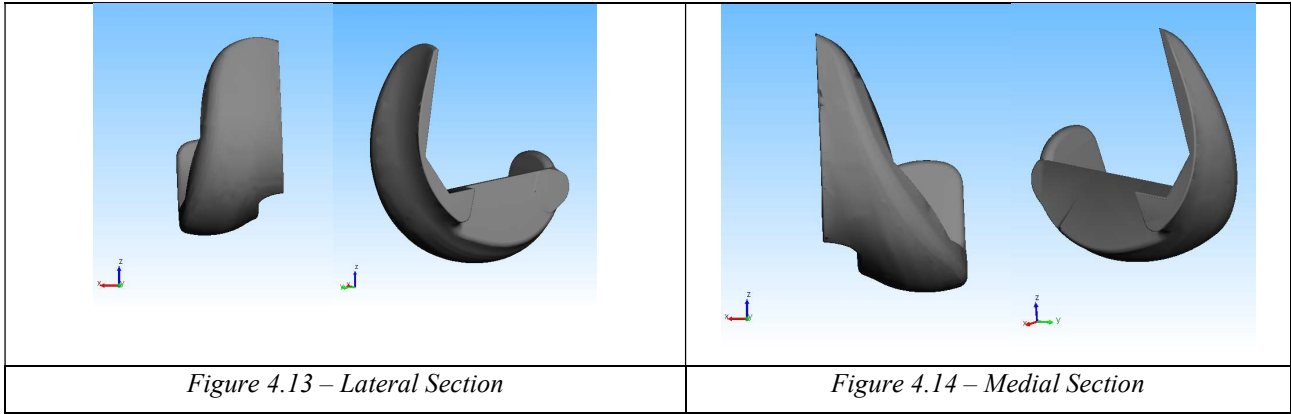 z
x y
z
y x
z
x y
z
x y
Figure 4.13 – Lateral Section
Figure 4.14 – Medial Section